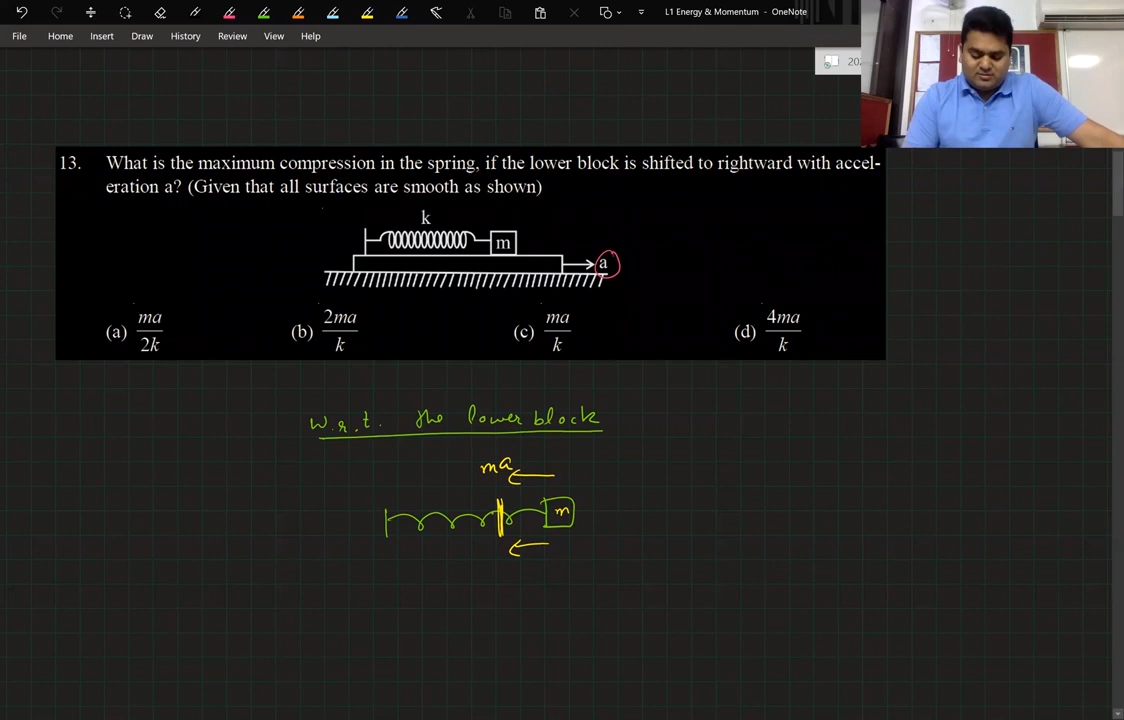 L1 Energy & Momentum - OneNote
File Home Insert Draw History Review View Help
13. What is the maximum compression in the spring, if the lower block is shifted to rightward with accel-
eration a? (Given that all surfaces are smooth as shown)
k
m
a
(a) ma/2k (b) 2ma/k (c) ma/k (d) 4ma/k
w.r.t. the lower block
ma
m